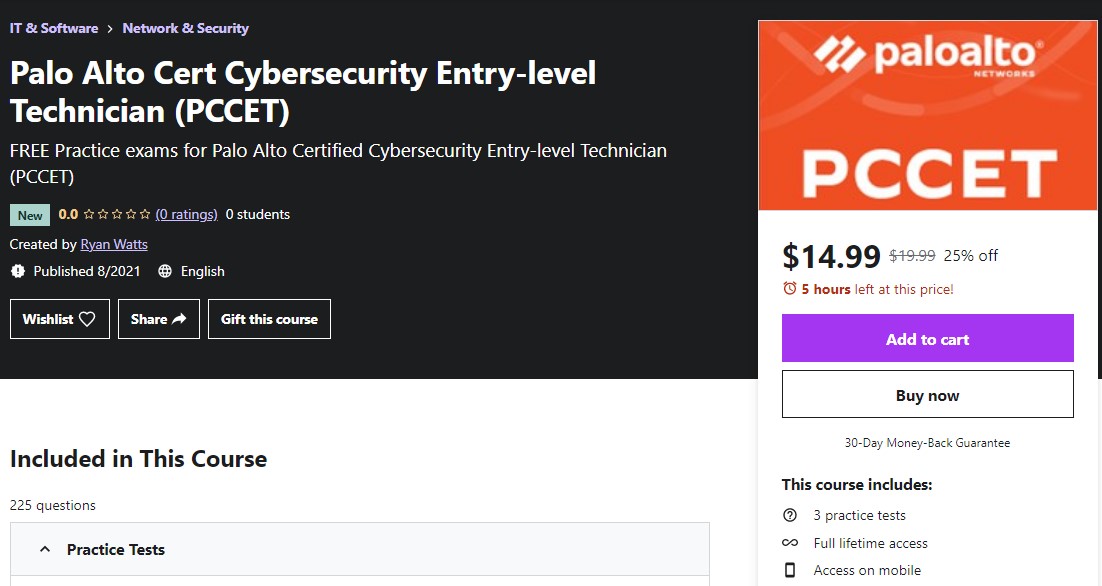 IT & Software › Network & Security
Palo Alto Cert Cybersecurity Entry-level
Technician (PCCET)
FREE Practice exams for Palo Alto Certified Cybersecurity Entry-level Technician
(PCCET)
New 0.0 (0 ratings) 0 students
Created by Ryan Watts
Published 8/2021 English
Wishlist Share Gift this course
paloalto®
NETWORKS
PCCET
$14.99 $19.99 25% off
5 hours left at this price!
Add to cart
Buy now
30-Day Money-Back Guarantee
This course includes:
3 practice tests
Full lifetime access
Access on mobile
Included in This Course
225 questions
Practice Tests